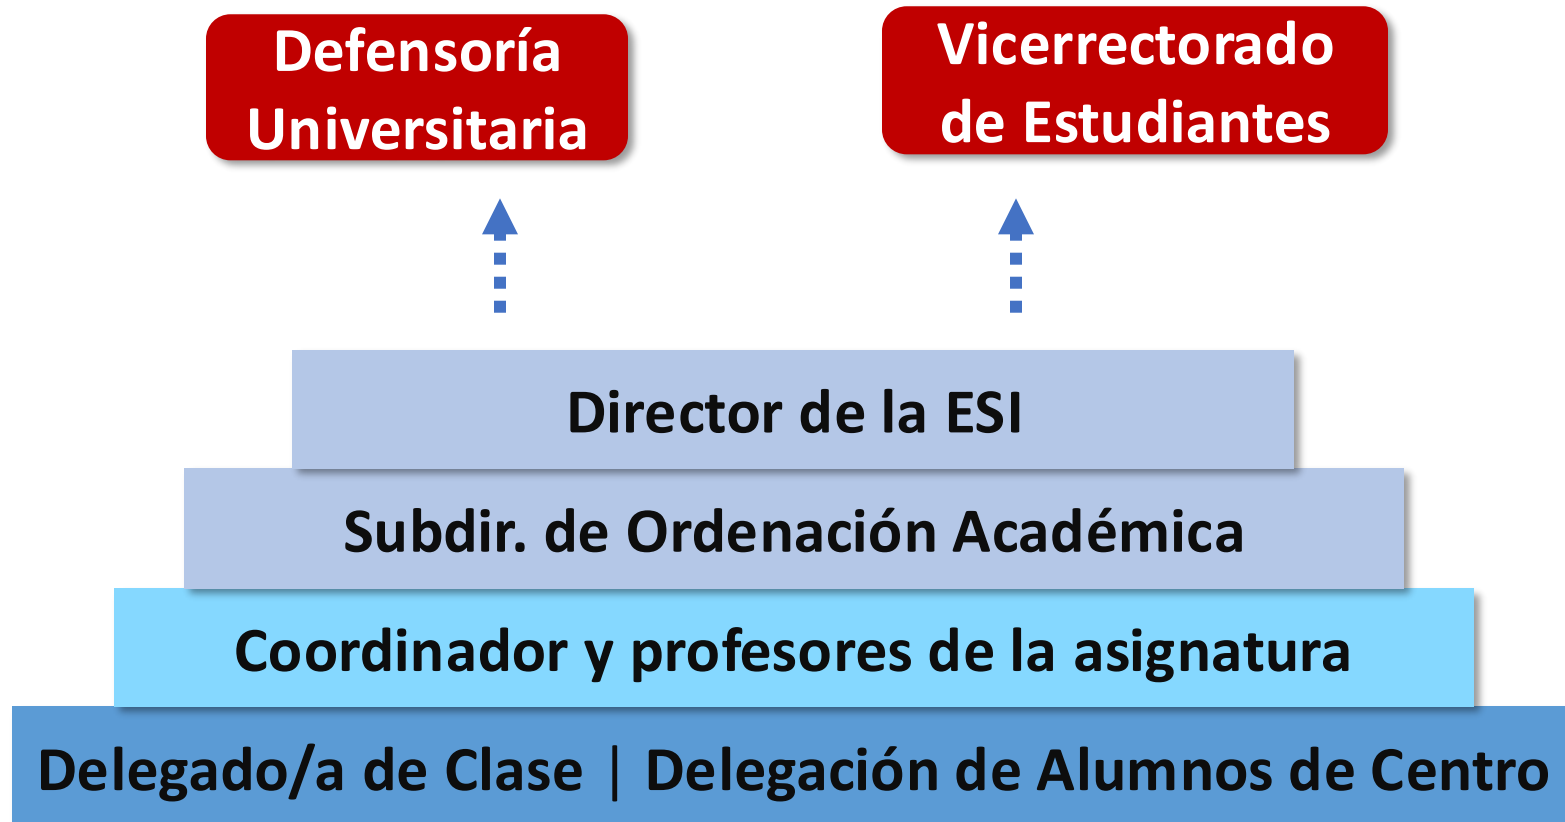 Defensoría
Universitaria
Vicerrectorado
de Estudiantes
Director de la ESI
Subdir. de Ordenación Académica
Coordinador y profesores de la asignatura
Delegado/a de Clase | Delegación de Alumnos de Centro